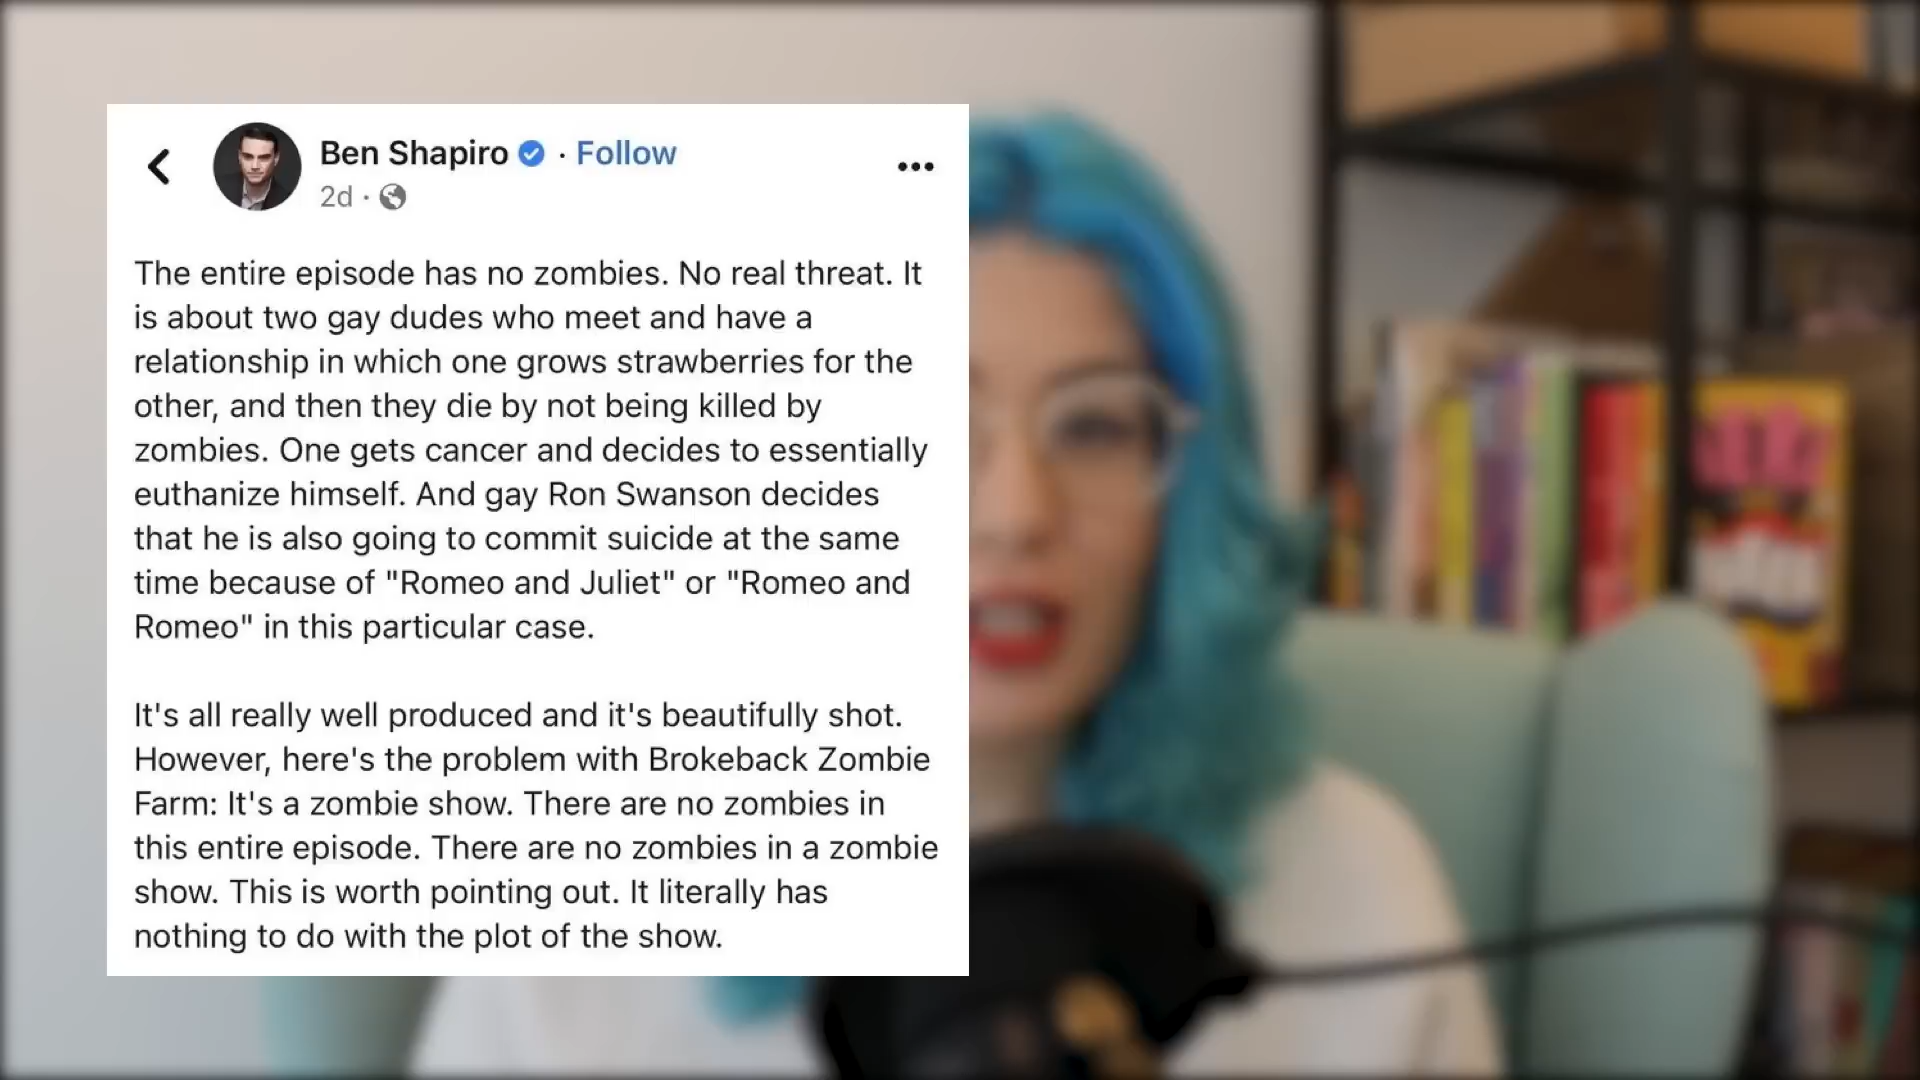 Ben Shapiro · Follow
2d ·
The entire episode has no zombies. No real threat. It
is about two gay dudes who meet and have a
relationship in which one grows strawberries for the
other, and then they die by not being killed by
zombies. One gets cancer and decides to essentially
euthanize himself. And gay Ron Swanson decides
that he is also going to commit suicide at the same
time because of "Romeo and Juliet" or "Romeo and
Romeo" in this particular case.
It's all really well produced and it's beautifully shot.
However, here's the problem with Brokeback Zombie
Farm: It's a zombie show. There are no zombies in
this entire episode. There are no zombies in a zombie
show. This is worth pointing out. It literally has
nothing to do with the plot of the show.